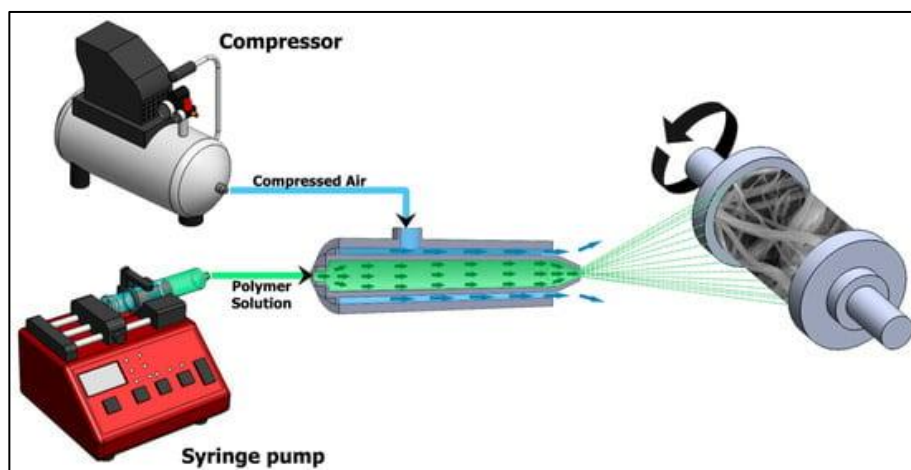 Compressor
Compressed Air
Polymer
Solution
Syringe pump